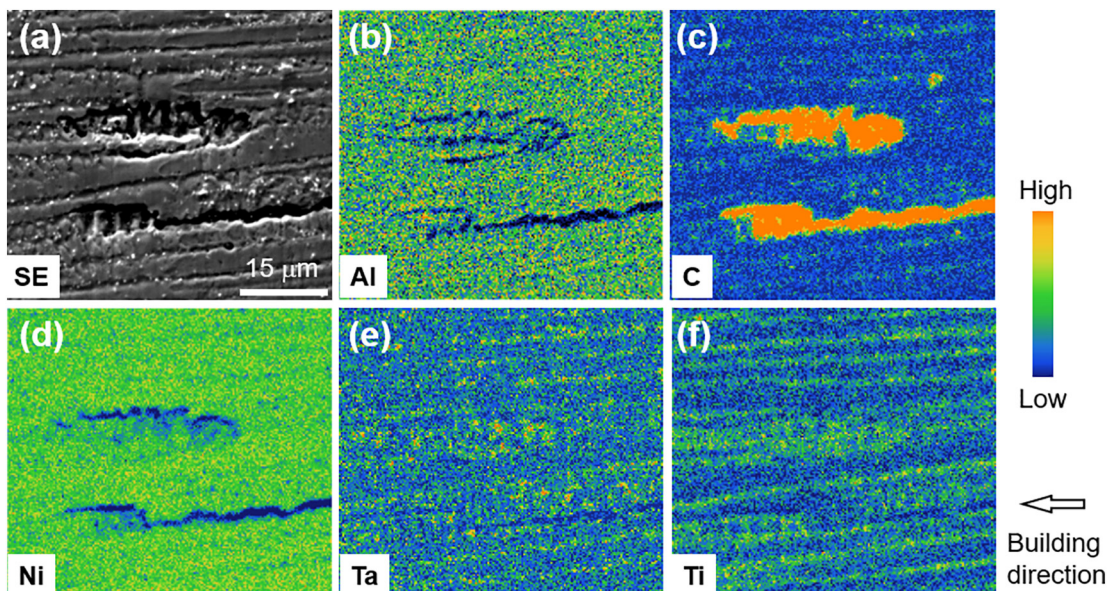 (a)
(b)
(c)
SE
15 μm
Al
C
High
Low
(d)
(e)
(f)
Ni
Ta
Ti
Building
direction